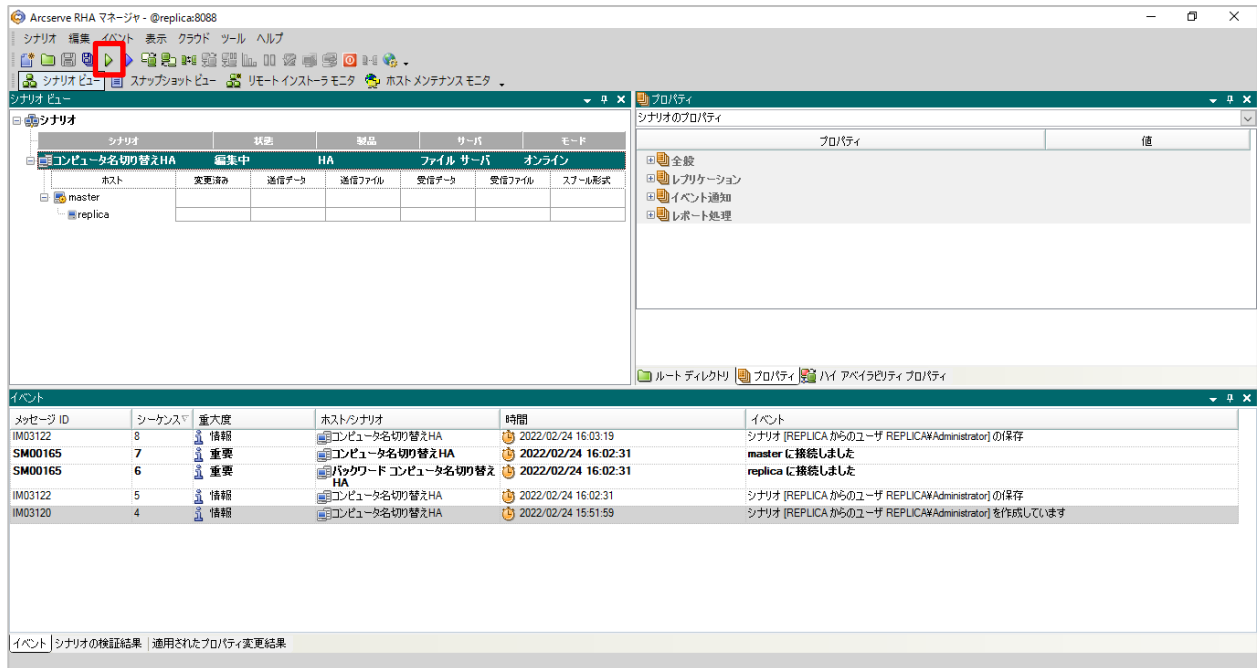 Arcserve RHA マネージャ - @replica:8088
シナリオ 編集 イベント 表示 クラウド ツール ヘルプ
シナリオ ビュー スナップショット ビュー リモート インストーラ モニタ ホスト メンテナンス モニタ
シナリオ ビュー
シナリオ
シナリオ 状態 製品 サーバ モード
コンピュータ名切り替えHA 編集中 HA ファイル サーバ オンライン
ホスト 変更済み 送信データ 送信ファイル 受信データ 受信ファイル スプール形式
master
replica
プロパティ
シナリオのプロパティ
プロパティ 値
全般
レプリケーション
イベント通知
レポート処理
ルート ディレクトリ プロパティ ハイ アベイラビリティ プロパティ
イベント
メッセージ ID シーケンス 重大度 ホスト/シナリオ 時間 イベント
IM03122 8 情報 コンピュータ名切り替えHA 2022/02/24 16:03:19 シナリオ [REPLICA からのユーザ REPLICA¥Administrator] の保存
SM00165 7 重要 コンピュータ名切り替えHA 2022/02/24 16:02:31 master に接続しました
SM00165 6 重要 バックワード コンピュータ名切り替え 2022/02/24 16:02:31 replica に接続しました
HA
IM03122 5 情報 コンピュータ名切り替えHA 2022/02/24 16:02:31 シナリオ [REPLICA からのユーザ REPLICA¥Administrator] の保存
IM03120 4 情報 コンピュータ名切り替えHA 2022/02/24 15:51:59 シナリオ [REPLICA からのユーザ REPLICA¥Administrator] を作成しています
イベント シナリオの検証結果 適用されたプロパティ変更結果